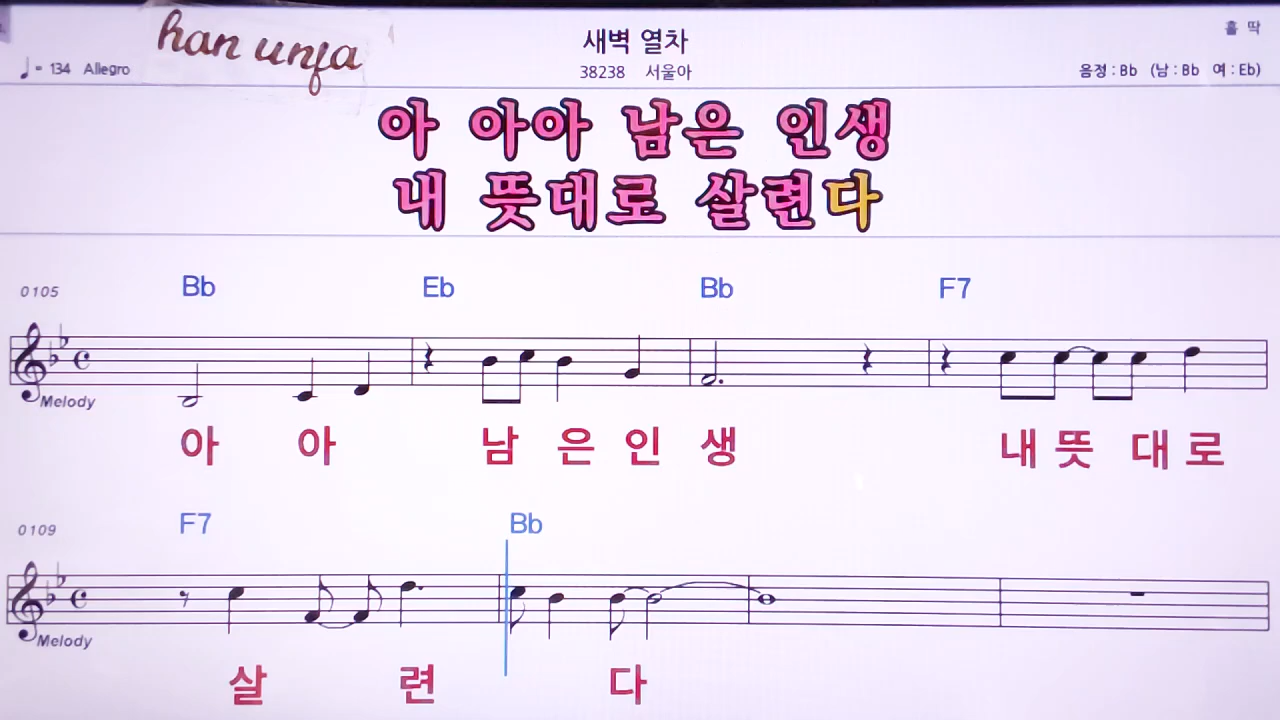 han unja
새벽 열차
홀 딱
♩= 134 Allegro
38238 서울아
음정 : Bb (남 : Bb 여 : Eb)
아 아아 남은 인생
내 뜻대로 살련다
0105
Bb Eb Bb F7
Melody
아 아 남 은 인 생 내 뜻 대 로
0109
F7 Bb
Melody
살 련 다